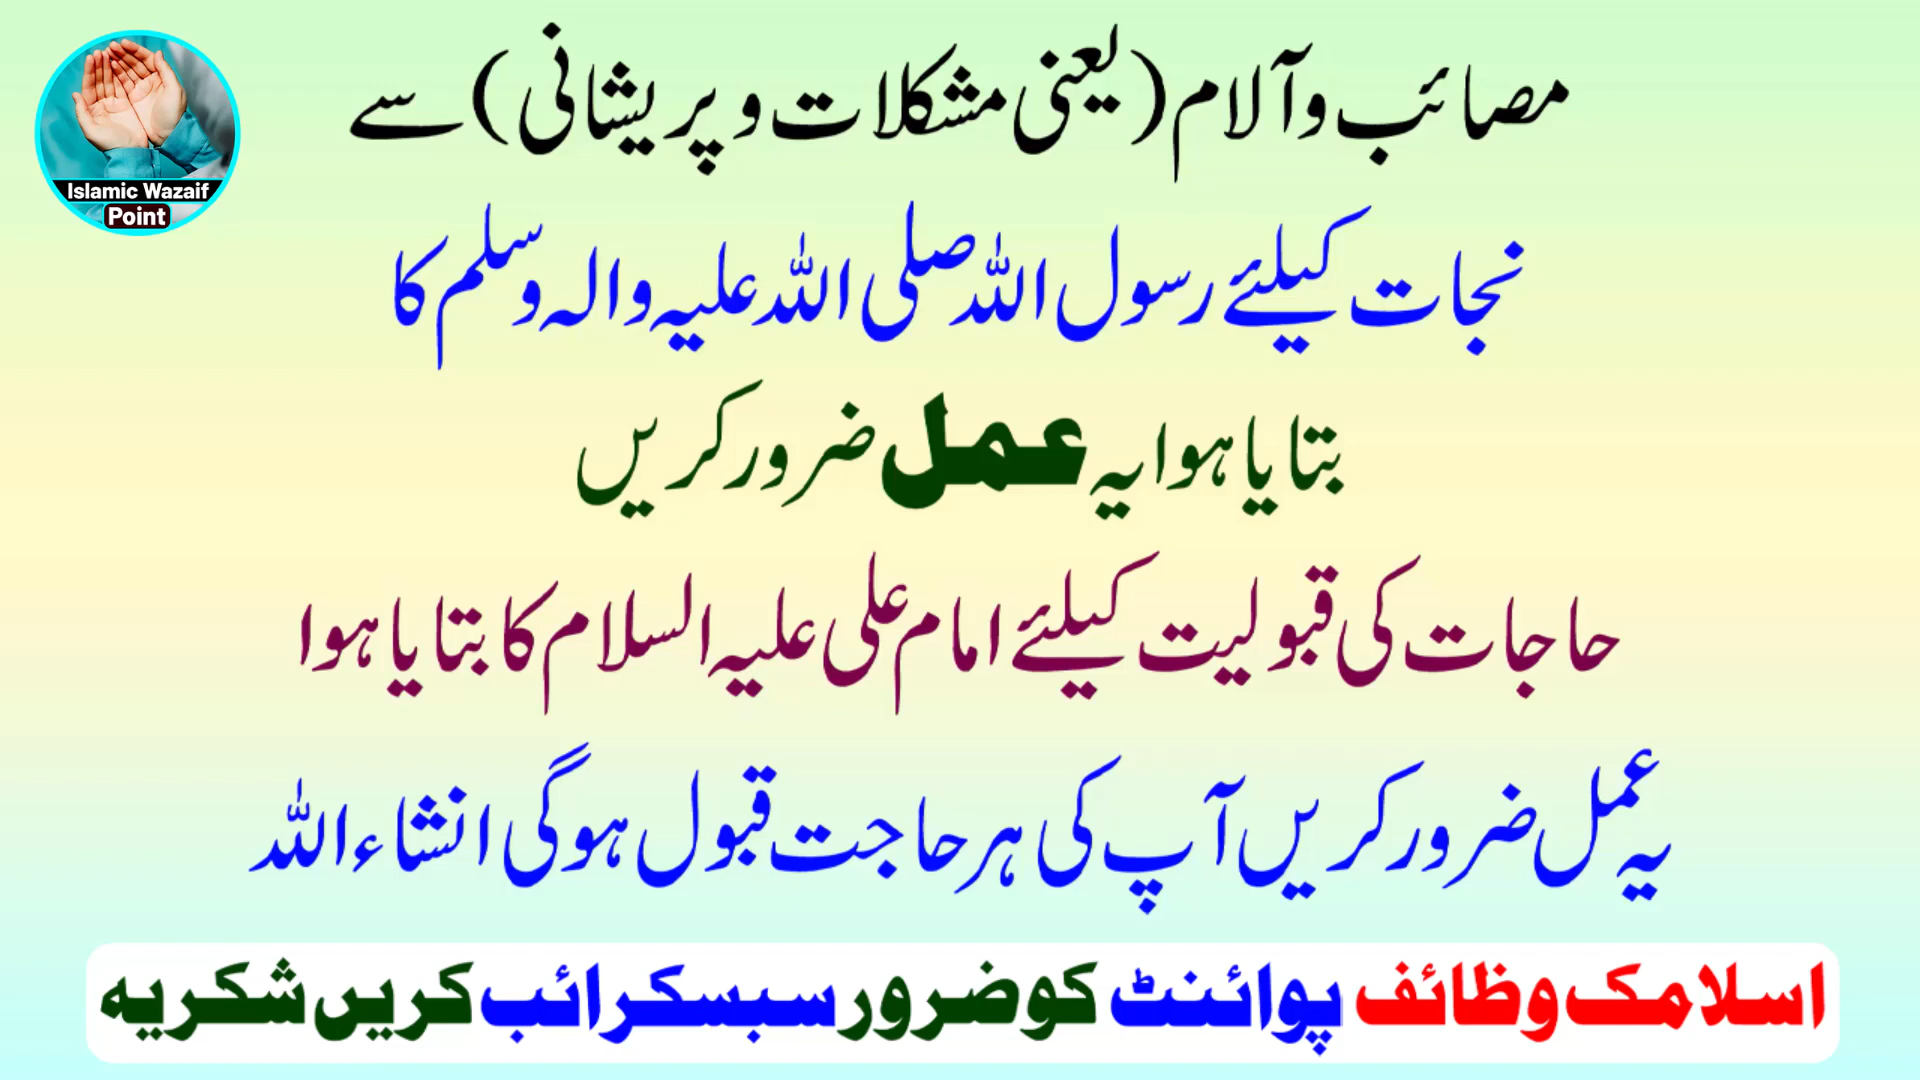 Islamic Wazaif
Point
مصائب و آلام (یعنی مشکلات و پریشانی) سے
نجات کیلئے رسول اللہ صلی اللہ علیہ والہ وسلم کا
بتایا ہوا یہ عمل ضرور کریں
حاجات کی قبولیت کیلئے امام علی علیہ السلام کا بتایا ہوا
یہ عمل ضرور کریں آپ کی ہر حاجت قبول ہوگی انشاء اللہ
اسلامک وظائف پوائنٹ کو ضرور سبسکرائب کریں شکریہ